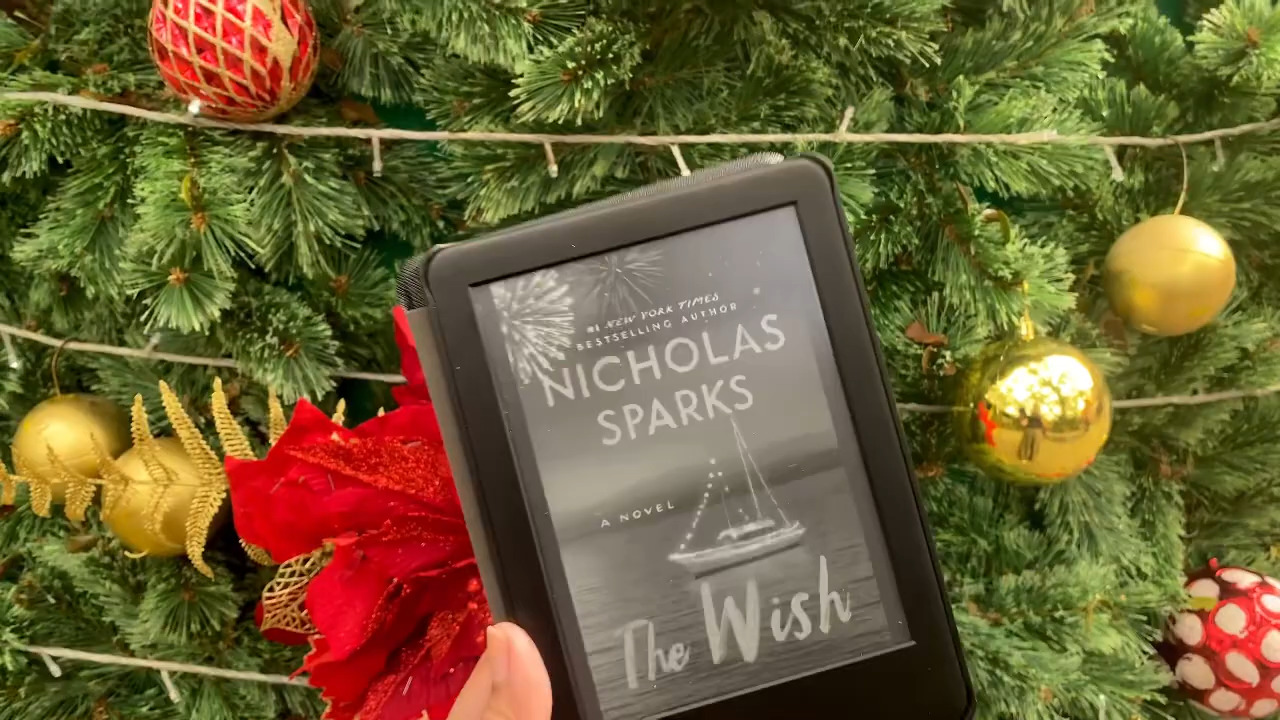 #1 NEW YORK TIMES
BESTSELLING AUTHOR
NICHOLAS
SPARKS
A NOVEL
The Wish